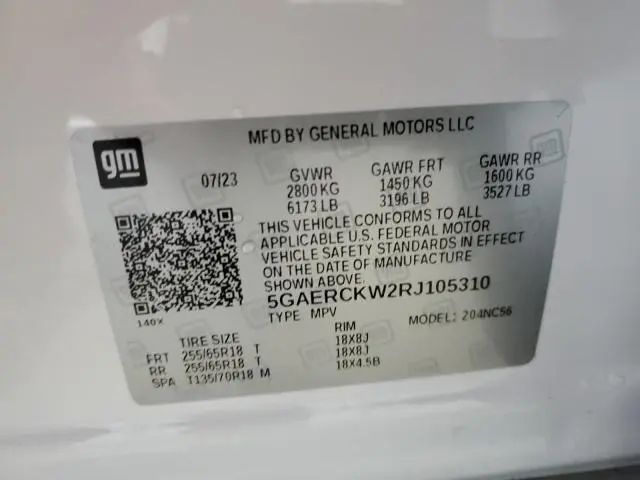 gm
MFD BY GENERAL MOTORS LLC
07/23 GVWR GAWR FRT GAWR RR
2800 KG 1450 KG 1600 KG
6173 LB 3196 LB 3527 LB
THIS VEHICLE CONFORMS TO ALL
APPLICABLE U.S. FEDERAL MOTOR
VEHICLE SAFETY STANDARDS IN EFFECT
ON THE DATE OF MANUFACTURE
SHOWN ABOVE.
5GAERCKW2RJ105310
140X TYPE MPV MODEL: 204NC56
TIRE SIZE RIM
FRT 255/65R18 T 18X8J
RR 255/65R18 T 18X8J
SPA T135/70R18 M 18X4.5B